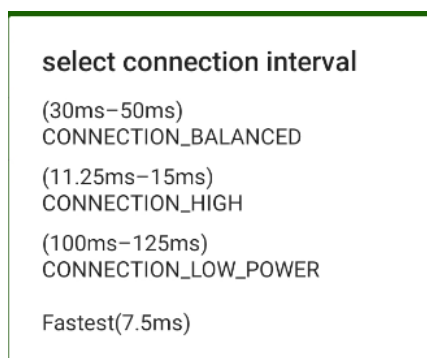 select connection interval
(30ms–50ms)
CONNECTION_BALANCED
(11.25ms–15ms)
CONNECTION_HIGH
(100ms–125ms)
CONNECTION_LOW_POWER
Fastest(7.5ms)